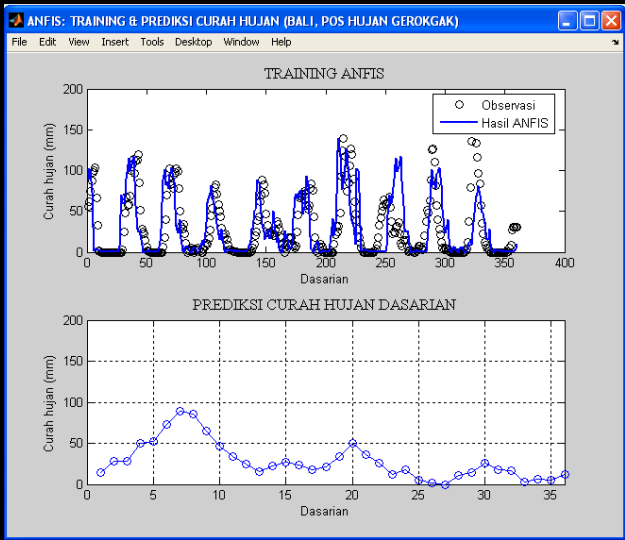 ANFIS: TRAINING & PREDIKSI CURAH HUJAN (BALI, POS HUJAN GEROKGAK)
File Edit View Insert Tools Desktop Window Help
TRAINING ANFIS
200
150
100
50
0
Curah hujan (mm)
Observasi
Hasil ANFIS
0 50 100 150 200 250 300 350 400
Dasarian
PREDIKSI CURAH HUJAN DASARIAN
200
150
100
50
0
Curah hujan (mm)
0 5 10 15 20 25 30 35
Dasarian